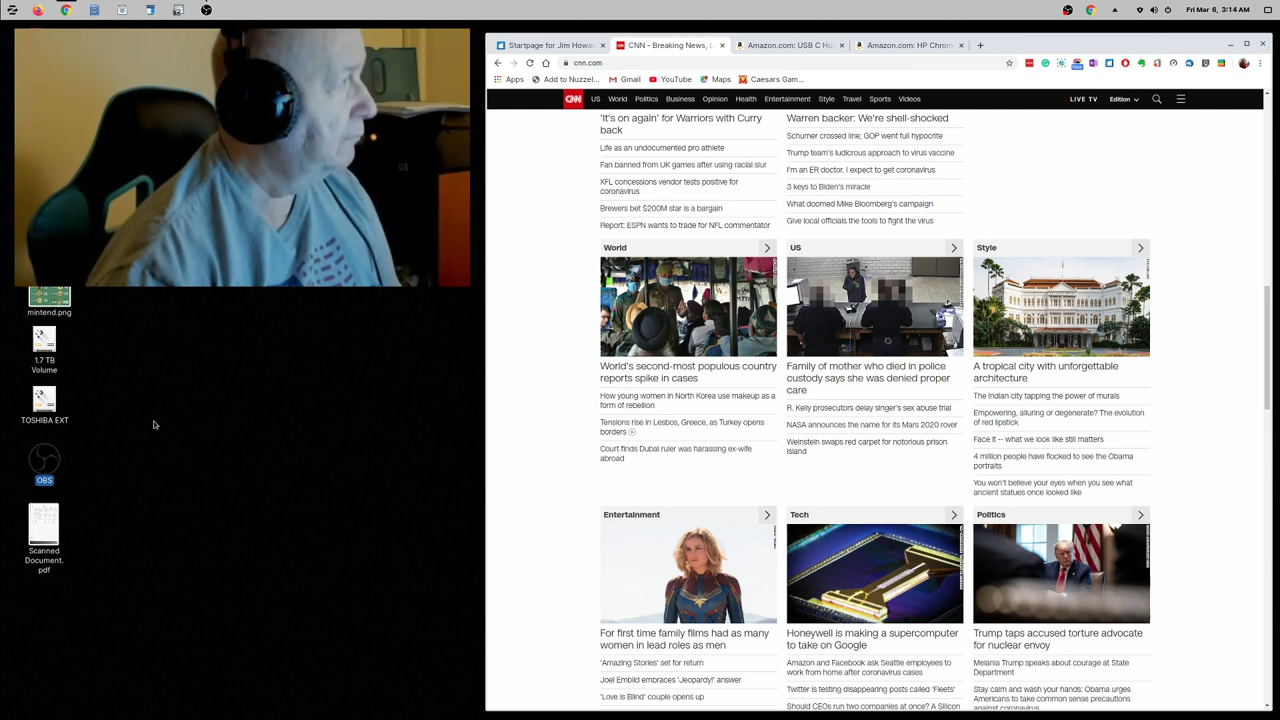 Fri Mar 6, 3:14 AM
mintend.png
1.7 TB
Volume
TOSHIBA EXT
OBS
Scanned
Document.
pdf
Startpage for Jim Howar
CNN - Breaking News, L
Amazon.com: USB C Hu
Amazon.com: HP Chrom
cnn.com
Apps
Add to Nuzzel...
Gmail
YouTube
Maps
Caesars Gam...
CNN
US
World
Politics
Business
Opinion
Health
Entertainment
Style
Travel
Sports
Videos
LIVE TV
Edition
'It's on again' for Warriors with Curry
back
Life as an undocumented pro athlete
Fan banned from UK games after using racial slur
XFL concessions vendor tests positive for
coronavirus
Brewers bet $200M star is a bargain
Report: ESPN wants to trade for NFL commentator
Warren backer: We're shell-shocked
Schumer crossed line; GOP went full hypocrite
Trump team's ludicrous approach to virus vaccine
I'm an ER doctor. I expect to get coronavirus
3 keys to Biden's miracle
What doomed Mike Bloomberg's campaign
Give local officials the tools to fight the virus
World
World's second-most populous country
reports spike in cases
How young women in North Korea use makeup as a
form of rebellion
Tensions rise in Lesbos, Greece, as Turkey opens
borders
Court finds Dubai ruler was harassing ex-wife
abroad
US
Family of mother who died in police
custody says she was denied proper
care
R. Kelly prosecutors delay singer's sex abuse trial
NASA announces the name for its Mars 2020 rover
Weinstein swaps red carpet for notorious prison
island
Style
A tropical city with unforgettable
architecture
The Indian city tapping the power of murals
Empowering, alluring or degenerate? The evolution
of red lipstick
Face it -- what we look like still matters
4 million people have flocked to see the Obama
portraits
You won't believe your eyes when you see what
ancient statues once looked like
Entertainment
For first time family films had as many
women in lead roles as men
'Amazing Stories' set for return
Joel Embiid embraces 'Jeopardy!' answer
'Love Is Blind' couple opens up
Tech
Honeywell is making a supercomputer
to take on Google
Amazon and Facebook ask Seattle employees to
work from home after coronavirus cases
Twitter is testing disappearing posts called 'Fleets'
Should CEOs run two companies at once? A Silicon
Politics
Trump taps accused torture advocate
for nuclear envoy
Melania Trump speaks about courage at State
Department
Stay calm and wash your hands: Obama urges
Americans to take common sense precautions
against coronavirus